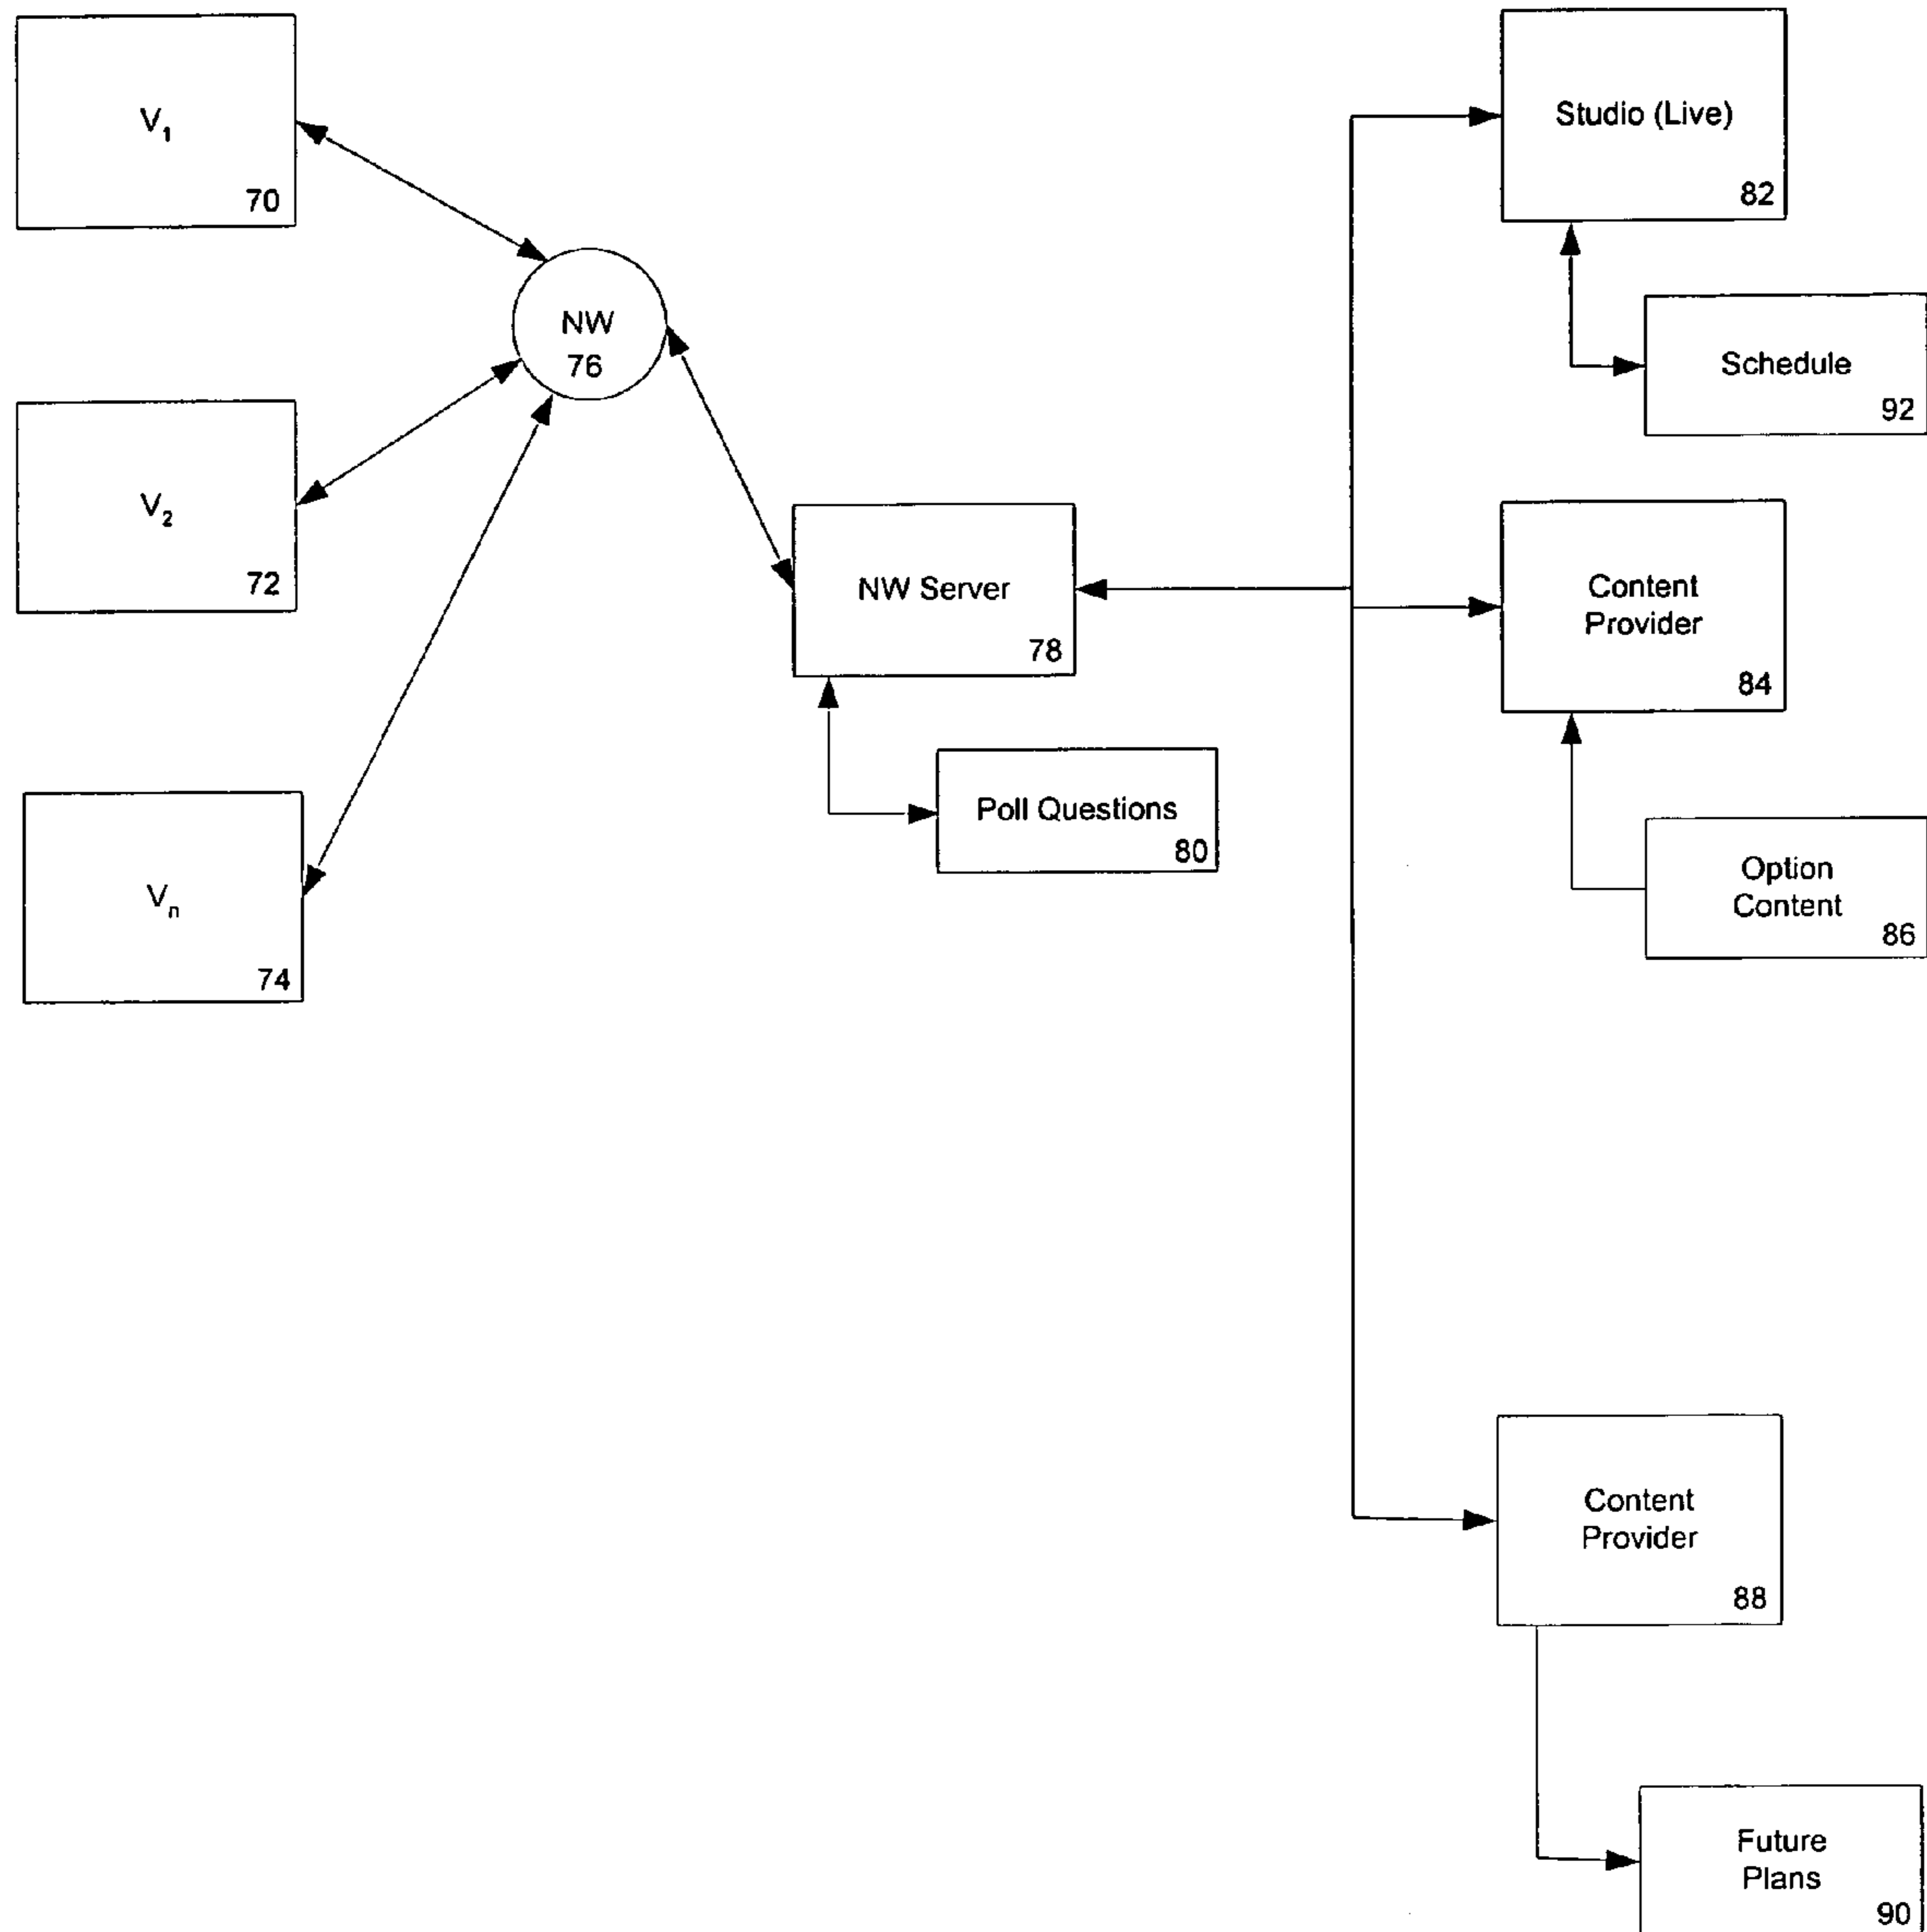 V₁
70
V₂
72
Vₙ
74
NW
76
NW Server
78
Poll Questions
80
Studio (Live)
82
Schedule
92
Content
Provider
84
Option
Content
86
Content
Provider
88
Future
Plans
90